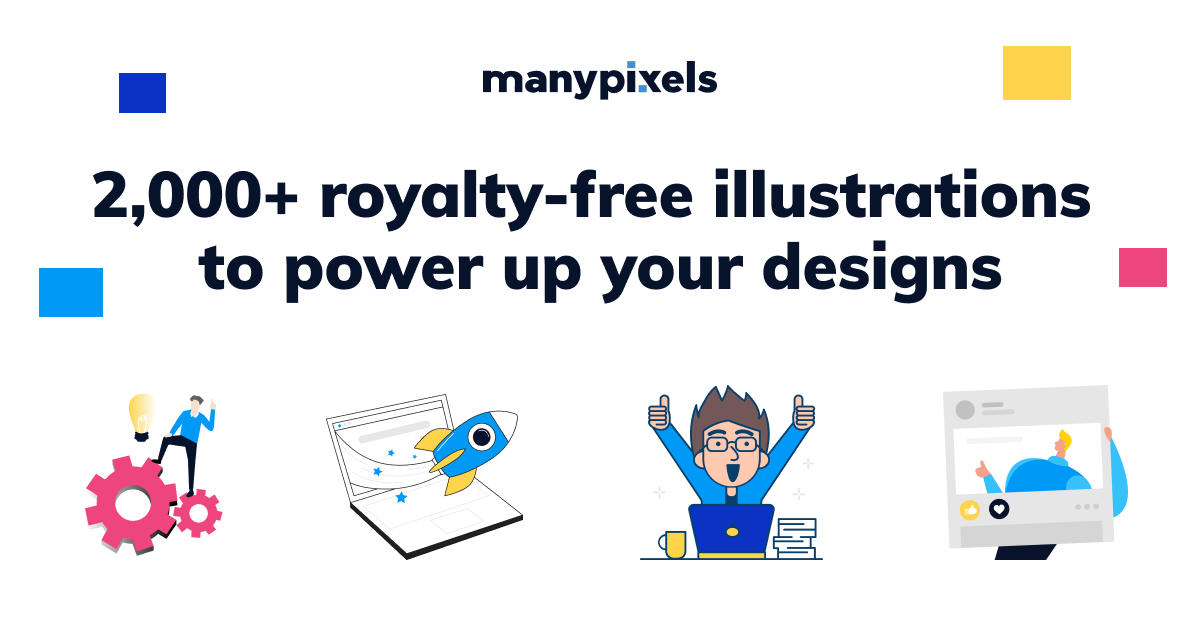 manypixels
2,000+ royalty-free illustrations
to power up your designs